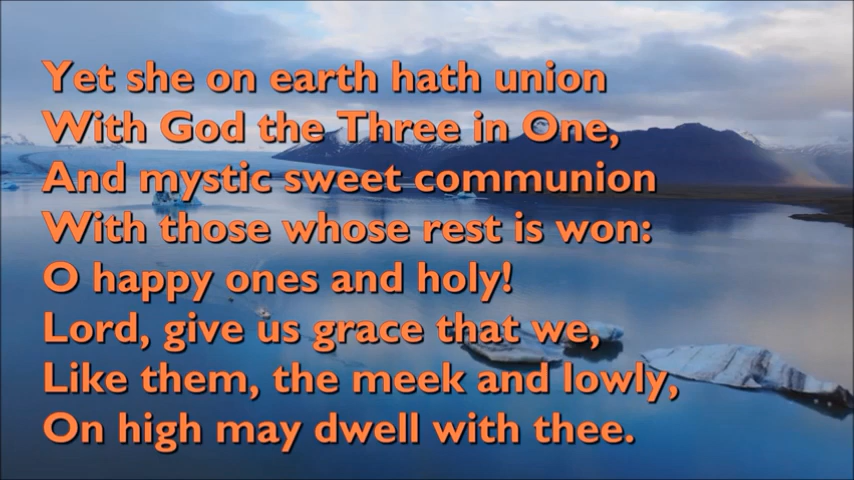 Yet she on earth hath union
With God the Three in One,
And mystic sweet communion
With those whose rest is won:
O happy ones and holy!
Lord, give us grace that we,
Like them, the meek and lowly,
On high may dwell with thee.